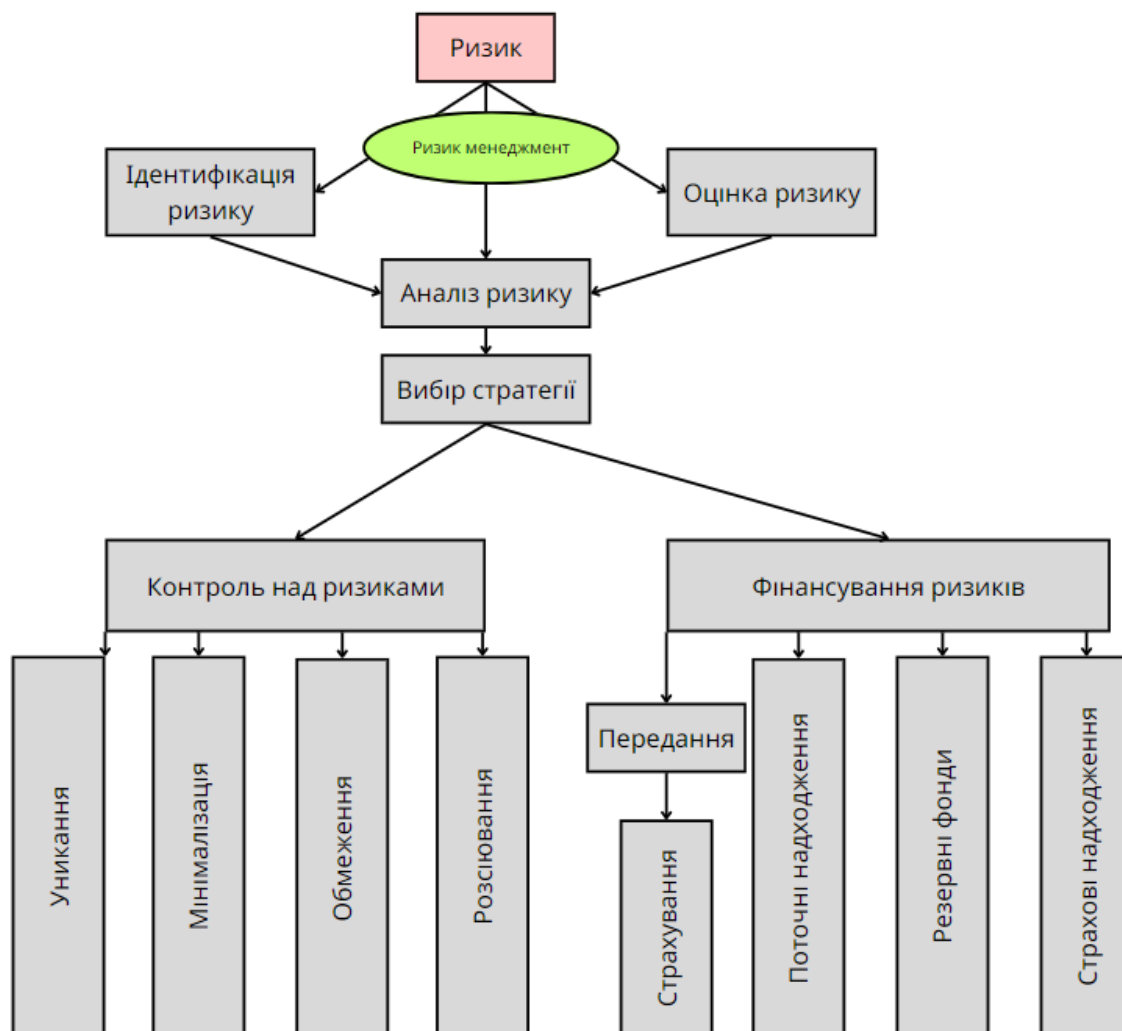 Ризик
Ризик менеджмент
Ідентифікація
ризику
Оцінка ризику
Аналіз ризику
Вибір стратегії
Контроль над ризиками
Фінансування ризиків
Уникання
Мінімалізація
Обмеження
Розсіювання
Передання
Страхування
Поточні надходження
Резервні фонди
Страхові надходження